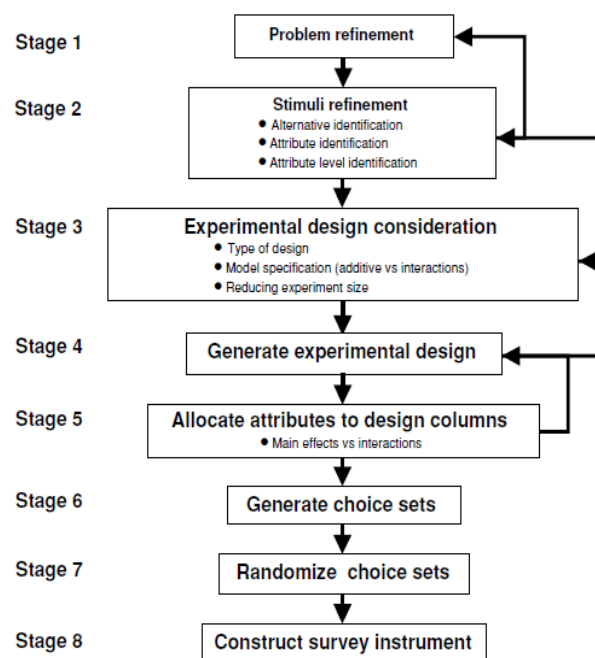 Stage 1
Problem refinement
Stage 2
Stimuli refinement
● Alternative identification
● Attribute identification
● Attribute level identification
Stage 3
Experimental design consideration
● Type of design
● Model specification (additive vs interactions)
● Reducing experiment size
Stage 4
Generate experimental design
Stage 5
Allocate attributes to design columns
● Main effects vs interactions
Stage 6
Generate choice sets
Stage 7
Randomize choice sets
Stage 8
Construct survey instrument